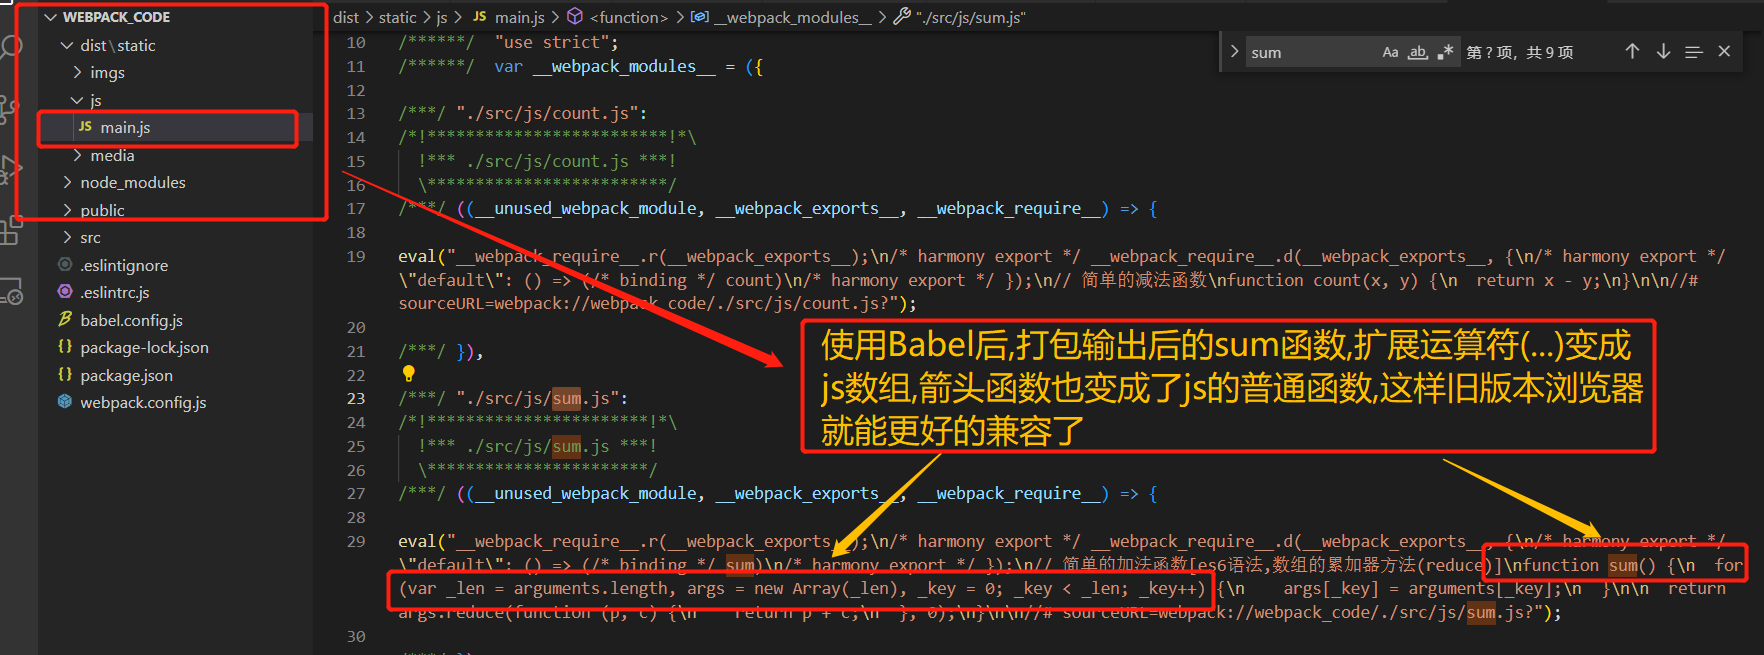 WEBPACK_CODE
dist\static
imgs
js
JS main.js
media
node_modules
public
src
.eslintignore
.eslintrc.js
babel.config.js
{} package-lock.json
{} package.json
webpack.config.js
dist > static > js > JS main.js > <function> > __webpack_modules__ > "./src/js/sum.js"
sum Aa ab 第 ? 项, 共 9 项
10 /******/ "use strict";
11 /******/ var __webpack_modules__ = ({
12
13 /***/ "./src/js/count.js":
14 /*!*************************!*\
15 !*** ./src/js/count.js ***!
16 \*************************/
17 /***/ ((__unused_webpack_module, __webpack_exports__, __webpack_require__) => {
18
19 eval("__webpack_require__.r(__webpack_exports__);\n/* harmony export */ __webpack_require__.d(__webpack_exports__, {\n/* harmony export */
\"default\": () => (/* binding */ count)\n/* harmony export */ });\n// 简单的减法函数\nfunction count(x, y) {\n  return x - y;\n}\n\n//#
sourceURL=webpack://webpack_code/./src/js/count.js?");
20
21 /***/ }),
22
23 /***/ "./src/js/sum.js":
24 /*!***********************!*\
25 !*** ./src/js/sum.js ***!
26 \***********************/
27 /***/ ((__unused_webpack_module, __webpack_exports__, __webpack_require__) => {
28
29 eval("__webpack_require__.r(__webpack_exports__);\n/* harmony export */ __webpack_require__.d(__webpack_exports__, {\n/* harmony export */
\"default\": () => (/* binding */ sum)\n/* harmony export */ });\n// 简单的加法函数[es6语法,数组的累加器方法(reduce)]\nfunction sum() {\n  for
(var _len = arguments.length, args = new Array(_len), _key = 0; _key < _len; _key++) {\n    args[_key] = arguments[_key];\n  }\n\n  return
args.reduce(function (p, c) {\n    return p + c;\n  }, 0);\n}\n\n//# sourceURL=webpack://webpack_code/./src/js/sum.js?");
30
使用Babel后,打包输出后的sum函数,扩展运算符(...)变成
js数组,箭头函数也变成了js的普通函数,这样旧版本浏览器
就能更好的兼容了